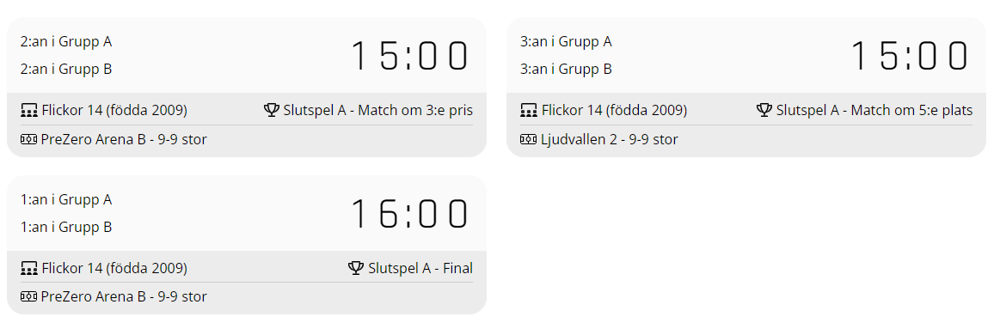 2:an i Grupp A
2:an i Grupp B
15:00
Flickor 14 (födda 2009)
Slutspel A - Match om 3:e pris
PreZero Arena B - 9-9 stor
3:an i Grupp A
3:an i Grupp B
15:00
Flickor 14 (födda 2009)
Slutspel A - Match om 5:e plats
Ljudvallen 2 - 9-9 stor
1:an i Grupp A
1:an i Grupp B
16:00
Flickor 14 (födda 2009)
Slutspel A - Final
PreZero Arena B - 9-9 stor